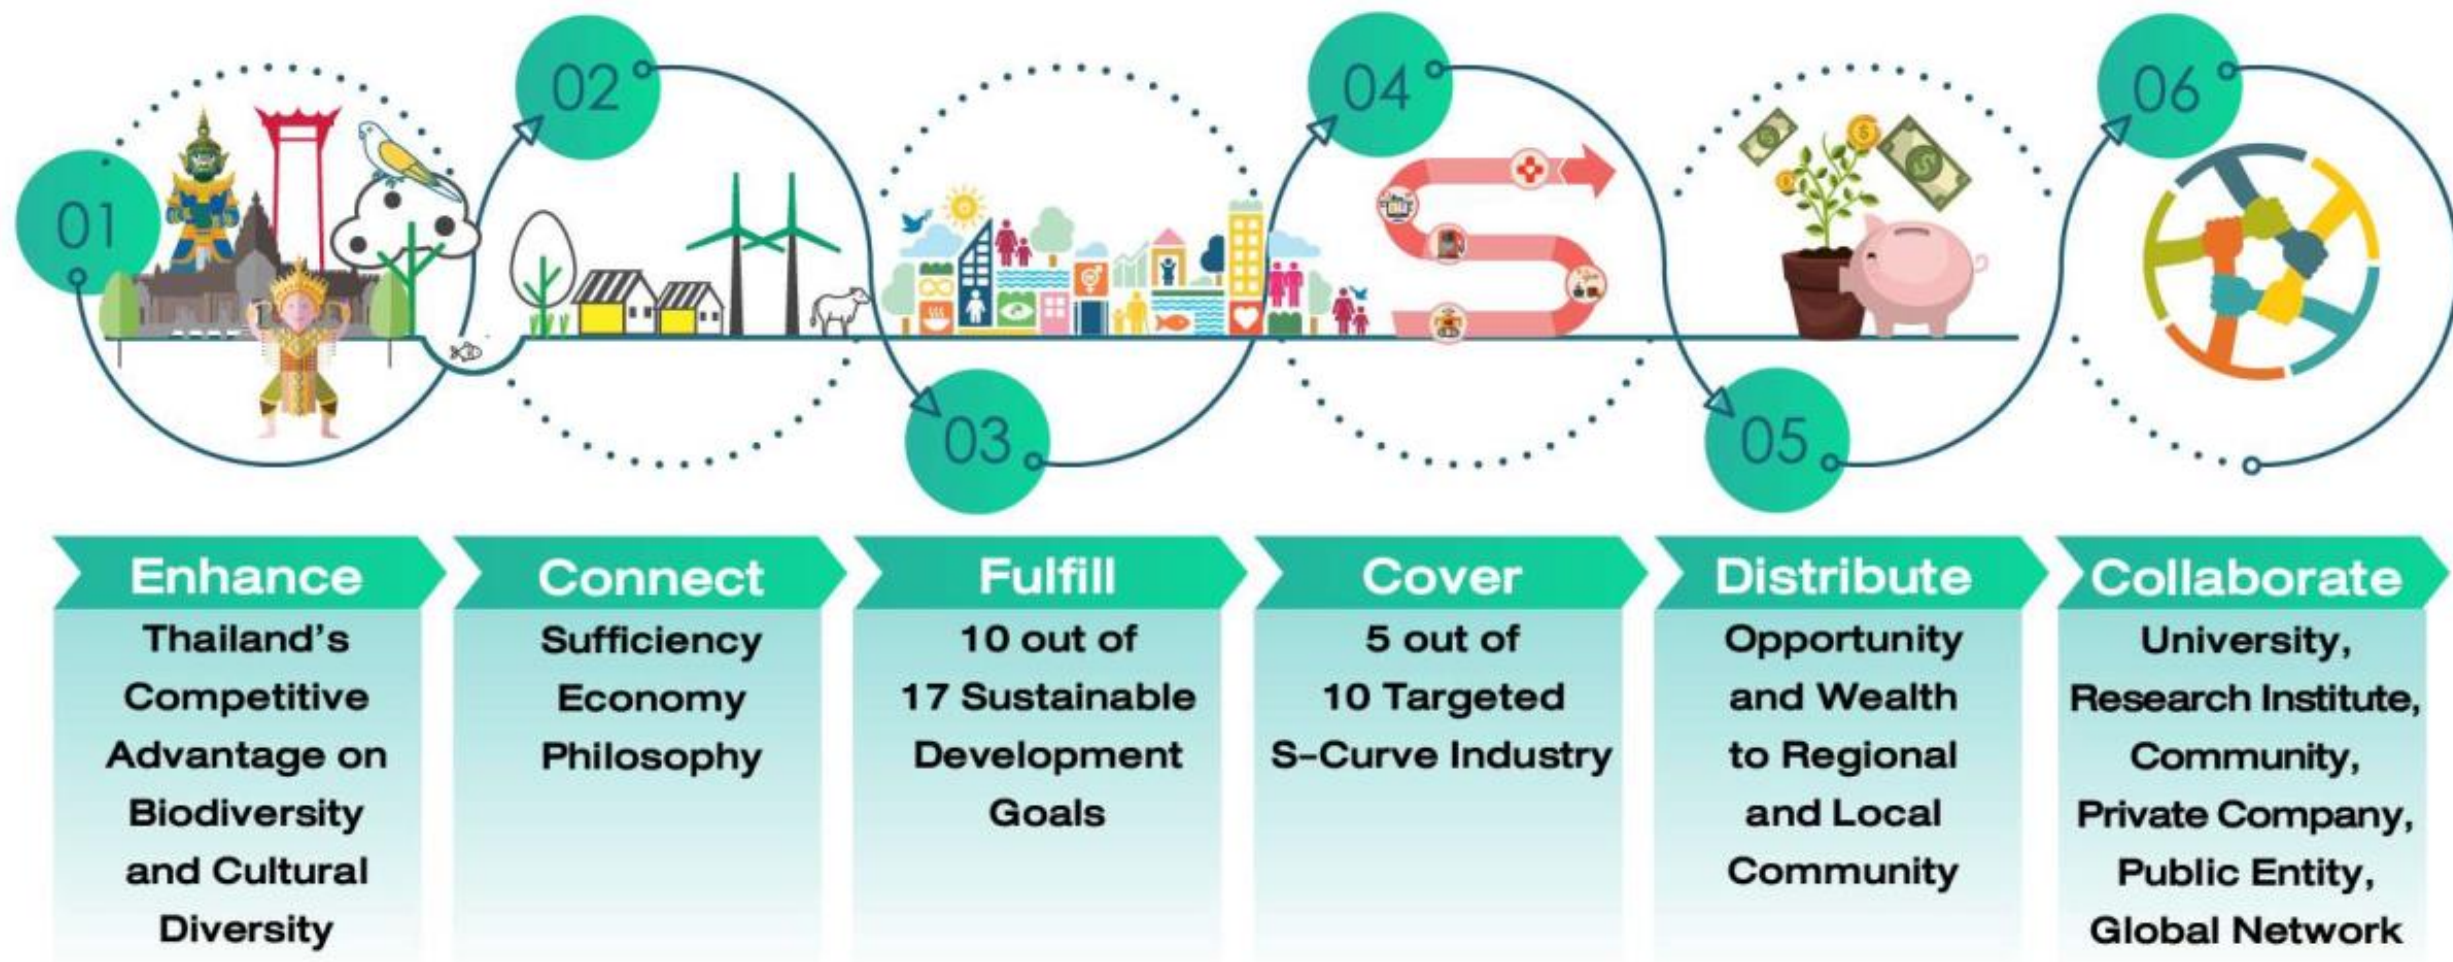 01
02
03
04
05
06
Enhance
Thailand's
Competitive
Advantage on
Biodiversity
and Cultural
Diversity
Connect
Sufficiency
Economy
Philosophy
Fulfill
10 out of
17 Sustainable
Development
Goals
Cover
5 out of
10 Targeted
S-Curve Industry
Distribute
Opportunity
and Wealth
to Regional
and Local
Community
Collaborate
University,
Research Institute,
Community,
Private Company,
Public Entity,
Global Network